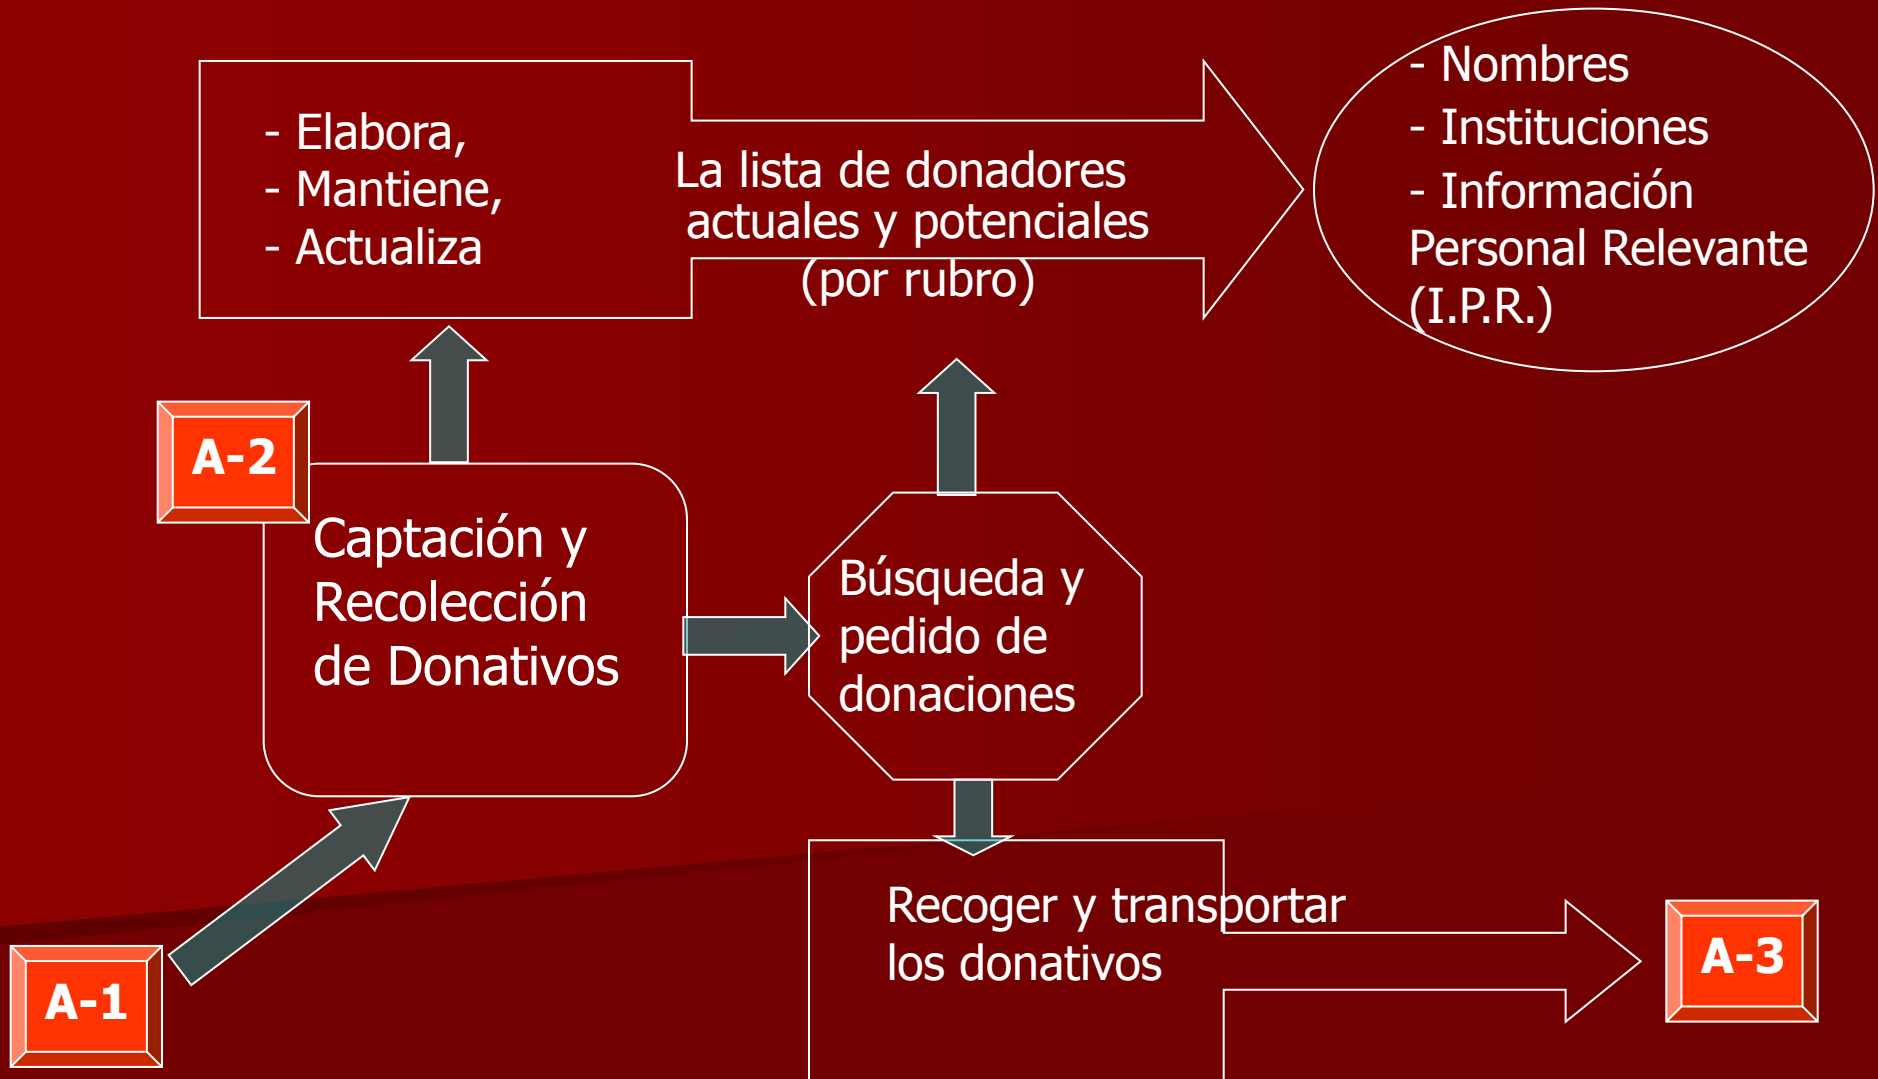 - Elabora,
- Mantiene,
- Actualiza
La lista de donadores
actuales y potenciales
(por rubro)
- Nombres
- Instituciones
- Información
Personal Relevante
(I.P.R.)
A-2
Captación y
Recolección
de Donativos
Búsqueda y
pedido de
donaciones
Recoger y transportar
los donativos
A-1
A-3